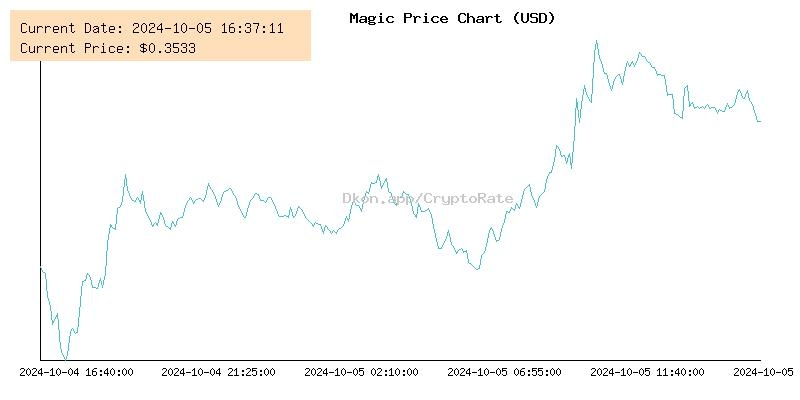 Magic Price Chart (USD)
Current Date: 2024-10-05 16:37:11
Current Price: $0.3533
Dkon.app/CryptoRate
2024-10-04 16:40:00
2024-10-04 21:25:00
2024-10-05 02:10:00
2024-10-05 06:55:00
2024-10-05 11:40:00
2024-10-05